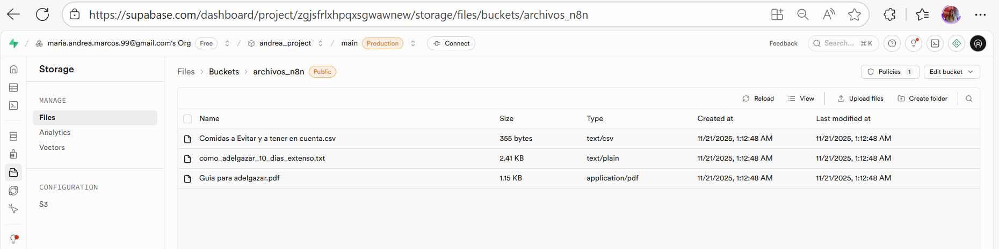 https://supabase.com/dashboard/project/zgjsfrlxhpqxsgwawnew/storage/files/buckets/archivos_n8n
maria.andrea.marcos.99@gmail.com's Org Free / andrea_project / main Production Connect Feedback Search... ⌘K
Storage
Files > Buckets > archivos_n8n Public Policies 1 Edit bucket
MANAGE
Files
Analytics
Vectors
CONFIGURATION
S3
Reload View Upload files Create folder
Name Size Type Created at Last modified at
Comidas a Evitar y a tener en cuenta.csv 355 bytes text/csv 11/21/2025, 1:12:48 AM 11/21/2025, 1:12:48 AM
como_adelgazar_10_dias_extenso.txt 2.41 KB text/plain 11/21/2025, 1:12:48 AM 11/21/2025, 1:12:48 AM
Guia para adelgazar.pdf 1.15 KB application/pdf 11/21/2025, 1:12:48 AM 11/21/2025, 1:12:48 AM